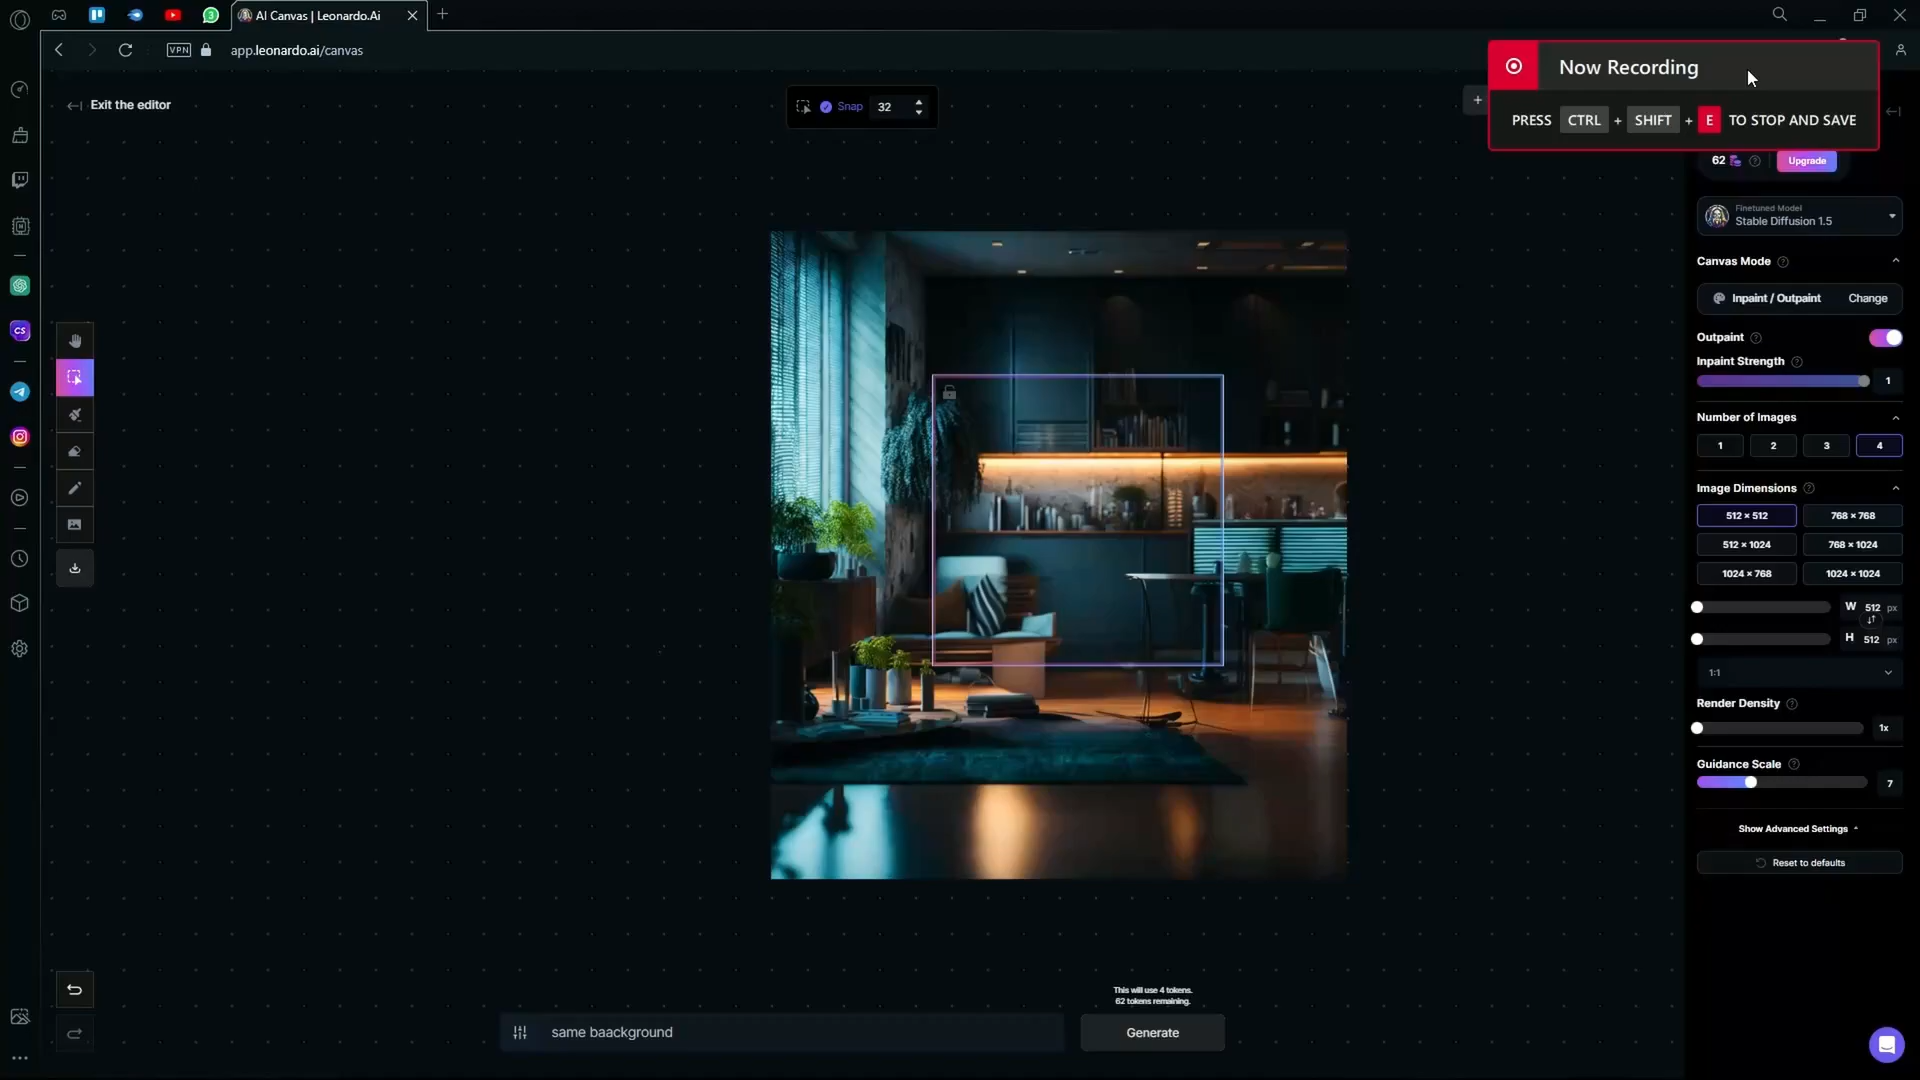 AI Canvas | Leonardo.Ai
VPN
app.leonardo.ai/canvas
Now Recording
PRESS CTRL + SHIFT + E TO STOP AND SAVE
Exit the editor
Snap 32
62 Upgrade
Finetuned Model
Stable Diffusion 1.5
Canvas Mode
Inpaint / Outpaint Change
Outpaint
Inpaint Strength
1
Number of Images
1 2 3 4
Image Dimensions
512 × 512 768 × 768
512 × 1024 768 × 1024
1024 × 768 1024 × 1024
W 512 px
H 512 px
1:1
Render Density
1x
Guidance Scale
7
Show Advanced Settings
Reset to defaults
CS
3
This will use 4 tokens.
62 tokens remaining.
same baackground
Generate